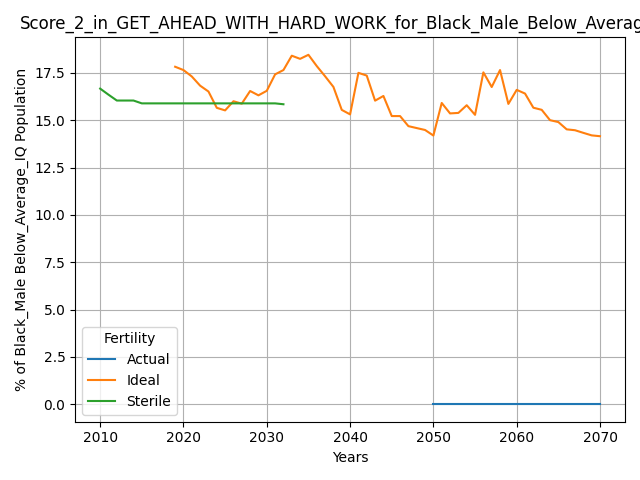 Score_2_in_GET_AHEAD_WITH_HARD_WORK_for_Black_Male_Below_Averag
% of Black_Male Below_Average_IQ Population
17.5
15.0
12.5
10.0
7.5
5.0
2.5
0.0
Fertility
Actual
Ideal
Sterile
2010 2020 2030 2040 2050 2060 2070
Years